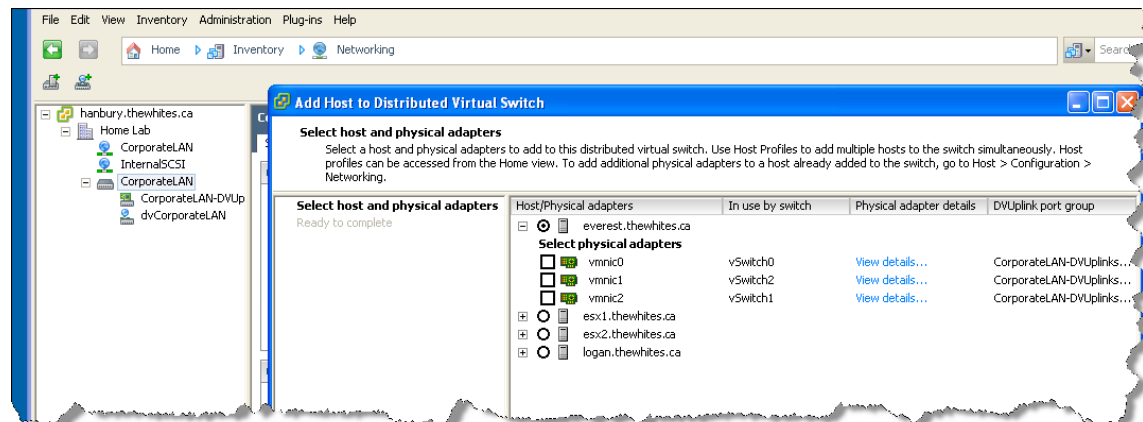 File Edit View Inventory Administration Plug-ins Help
Home Inventory Networking
hanbury.thewhites.ca
Home Lab
CorporateLAN
InternalSCSI
CorporateLAN
CorporateLAN-DVUp
dvCorporateLAN
Add Host to Distributed Virtual Switch
Select host and physical adapters
Select a host and physical adapters to add to this distributed virtual switch. Use Host Profiles to add multiple hosts to the switch simultaneously. Host
profiles can be accessed from the Home view. To add additional physical adapters to a host already added to the switch, go to Host > Configuration >
Networking.
Select host and physical adapters
Ready to complete
Host/Physical adapters In use by switch Physical adapter details DVUplink port group
everest.thewhites.ca
Select physical adapters
vmnic0 vSwitch0 View details... CorporateLAN-DVUplinks...
vmnic1 vSwitch2 View details... CorporateLAN-DVUplinks...
vmnic2 vSwitch1 View details... CorporateLAN-DVUplinks...
esx1.thewhites.ca
esx2.thewhites.ca
logan.thewhites.ca